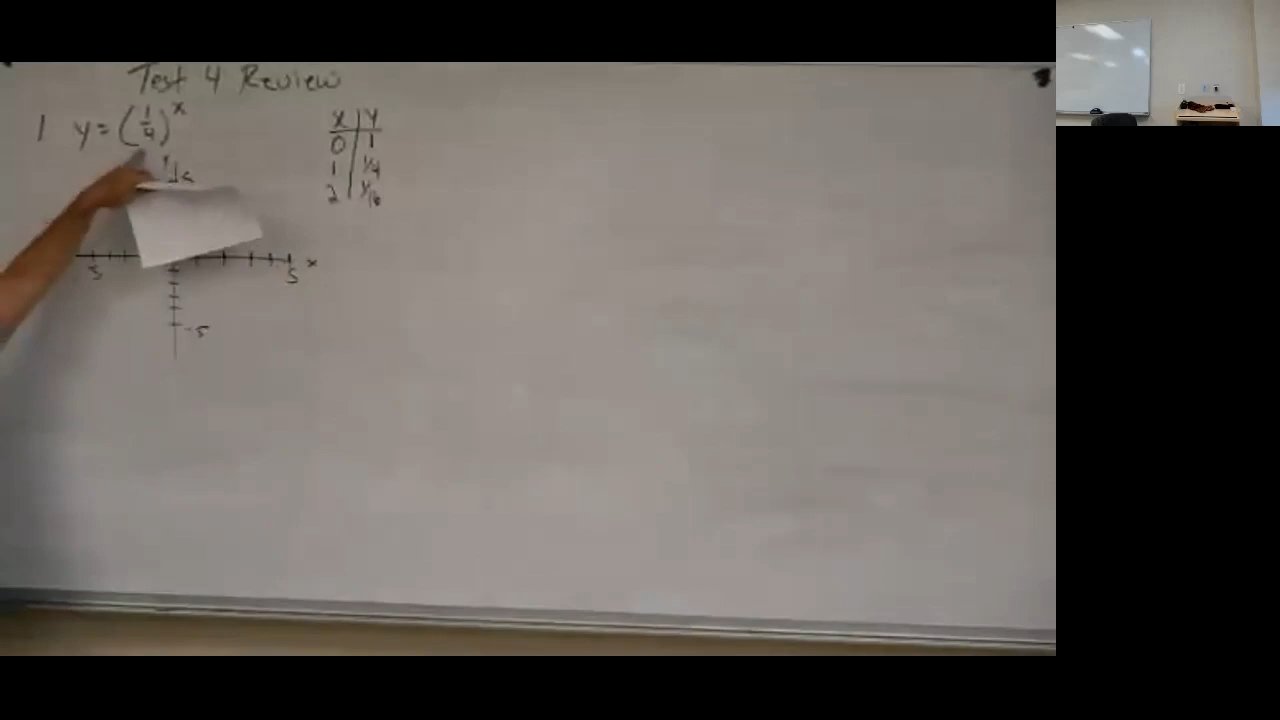 Test 4 Review
1 y = (1/4)^x
x | y
0 | 1
1 | 1/4
2 | 1/16
5 5 x
-5